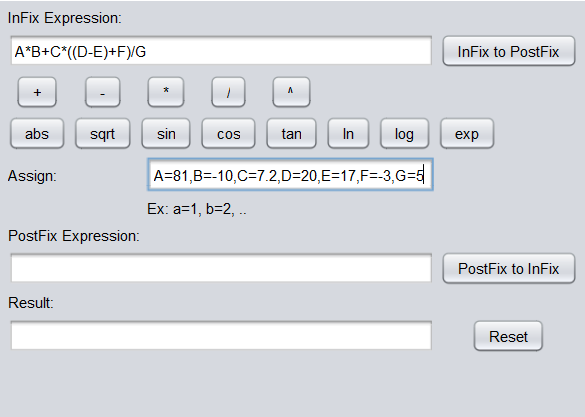 InFix Expression:
A*B+C*((D-E)+F)/G InFix to PostFix
+ - * / ^
abs sqrt sin cos tan ln log exp
Assign: A=81,B=-10,C=7.2,D=20,E=17,F=-3,G=5
Ex: a=1, b=2, ..
PostFix Expression:
PostFix to InFix
Result:
Reset